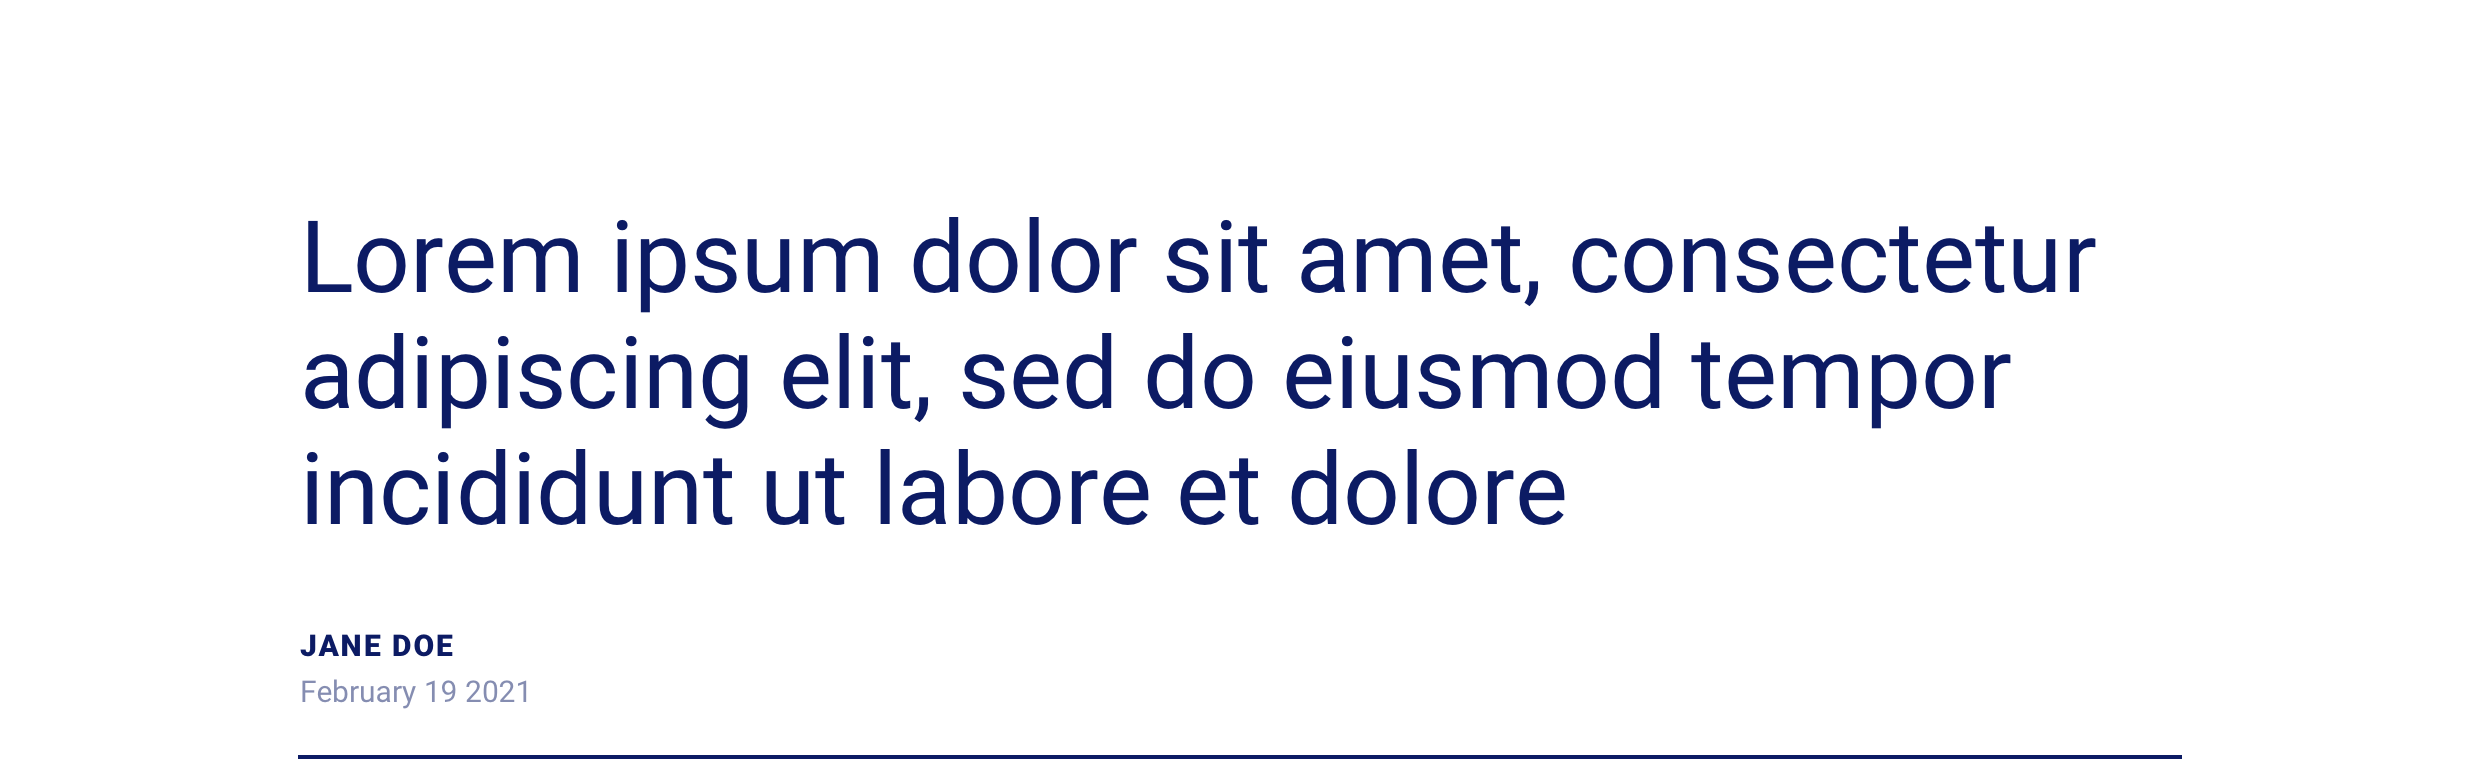 Lorem ipsum dolor sit amet, consectetur
adipiscing elit, sed do eiusmod tempor
incididunt ut labore et dolore
JANE DOE
February 19 2021